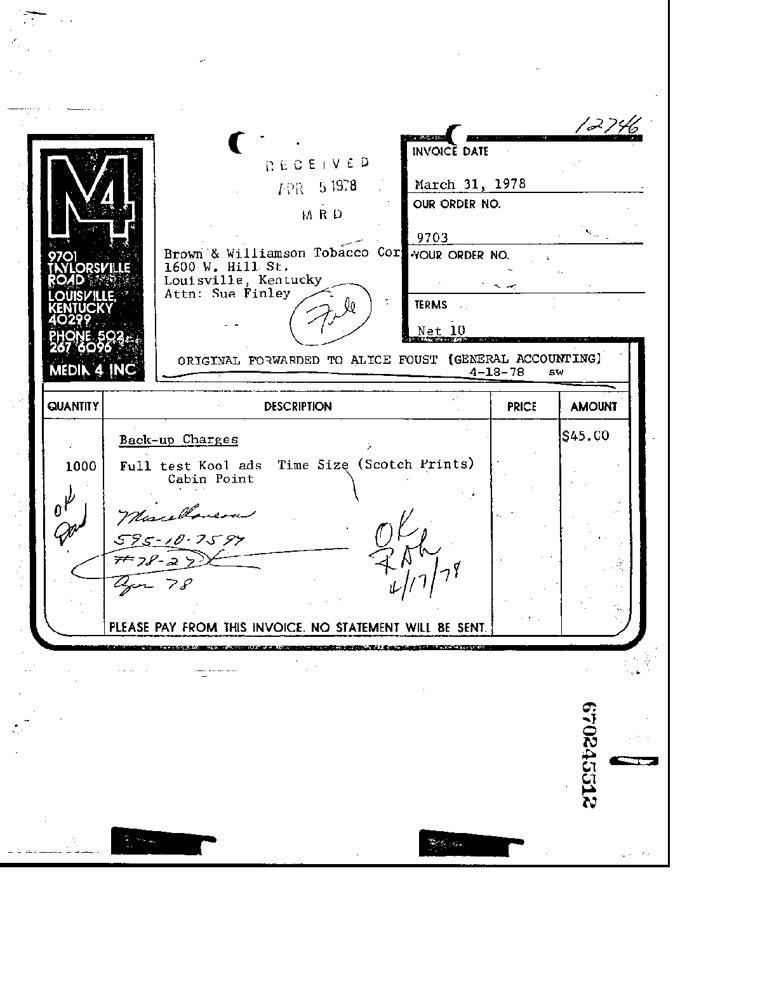 12746
RECEIVED
APR 5 1978
MRD
INVOICE DATE
March 31, 1978
OUR ORDER NO.
9703
YOUR ORDER NO.
TERMS
Net 10
M4
9701
TAYLORSVILLE
ROAD
LOUISVILLE,
KENTUCKY
40299
PHONE 502
267 6096
MEDIA 4 INC
Brown & Williamson Tobacco Cor
1600 W. Hill St.
Louisville, Kentucky
Attn: Sue Finley
File
ORIGINAL FORWARDED TO ALICE FOUST (GENERAL ACCOUNTING)
4-18-78 sw
QUANTITY DESCRIPTION PRICE AMOUNT
Back-up Charges $45.00
1000 Full test Kool ads Time Size (Scotch Prints)
Cabin Point
OK
Miscellaneous
595-10-7599
#78-27
Apr 78
OK
4/17/78
PLEASE PAY FROM THIS INVOICE. NO STATEMENT WILL BE SENT.
670245512